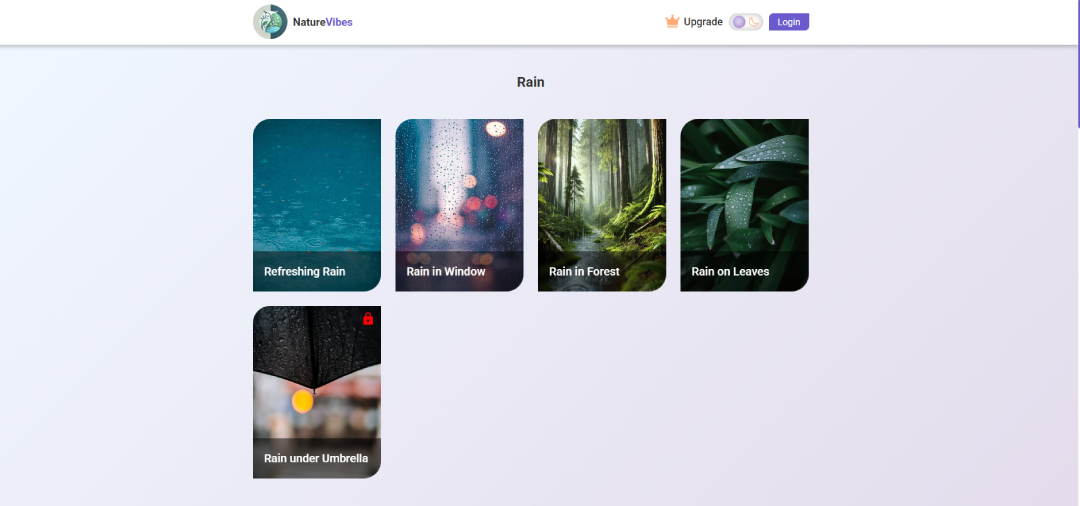 NatureVibes
Upgrade
Login
Rain
Refreshing Rain
Rain in Window
Rain in Forest
Rain on Leaves
Rain under Umbrella